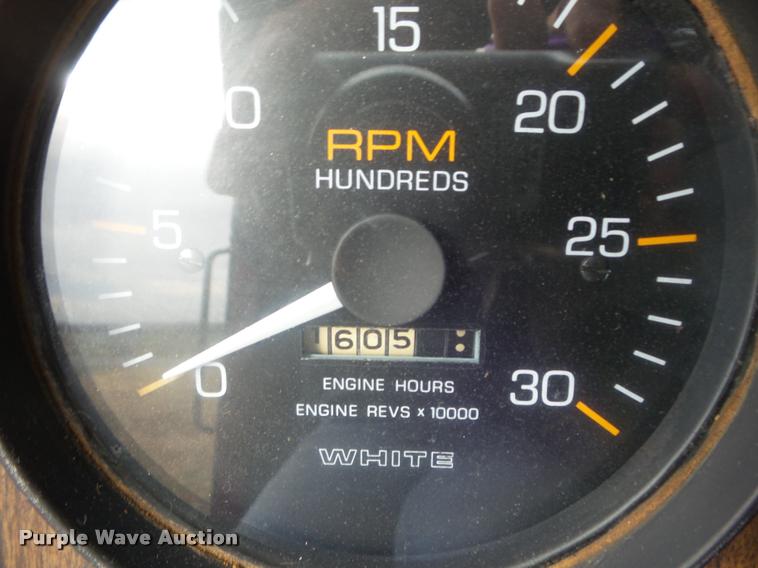 15
0
20
RPM
HUNDREDS
5
25
1605
0
ENGINE HOURS
30
ENGINE REVS x 10000
WHITE
Purple Wave Auction